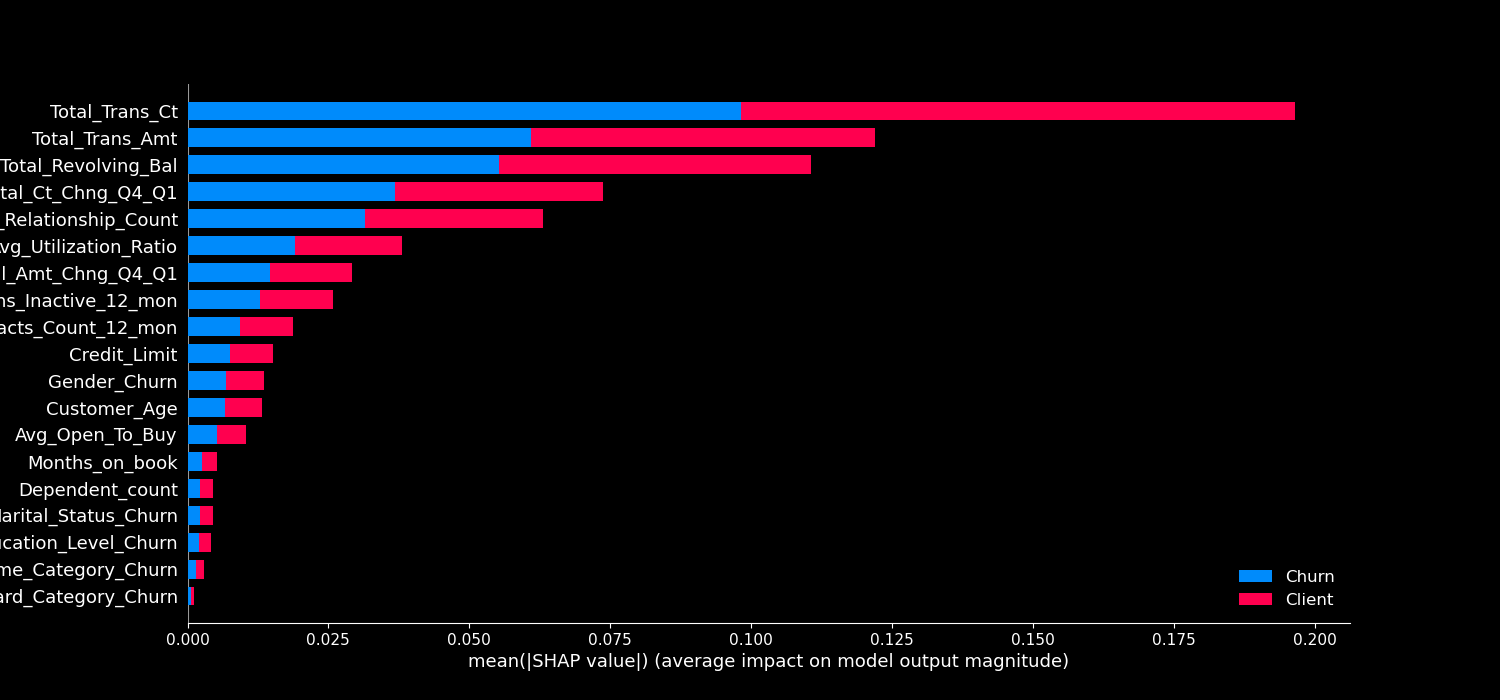 Total_Trans_Ct
Total_Trans_Amt
Total_Revolving_Bal
tal_Ct_Chng_Q4_Q1
_Relationship_Count
vg_Utilization_Ratio
l_Amt_Chng_Q4_Q1
hs_Inactive_12_mon
acts_Count_12_mon
Credit_Limit
Gender_Churn
Customer_Age
Avg_Open_To_Buy
Months_on_book
Dependent_count
arital_Status_Churn
ucation_Level_Churn
me_Category_Churn
ard_Category_Churn
Churn
Client
0.000 0.025 0.050 0.075 0.100 0.125 0.150 0.175 0.200
mean(|SHAP value|) (average impact on model output magnitude)